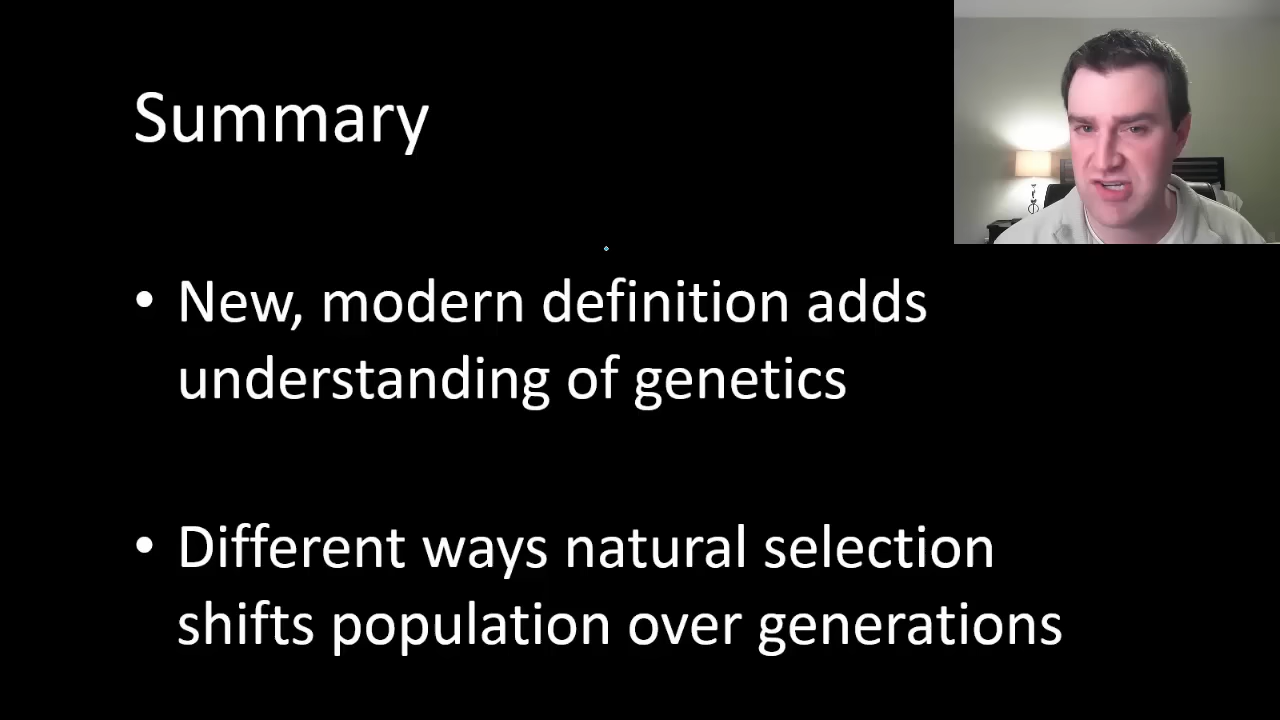 Summary
• New, modern definition adds
understanding of genetics
• Different ways natural selection
shifts population over generations